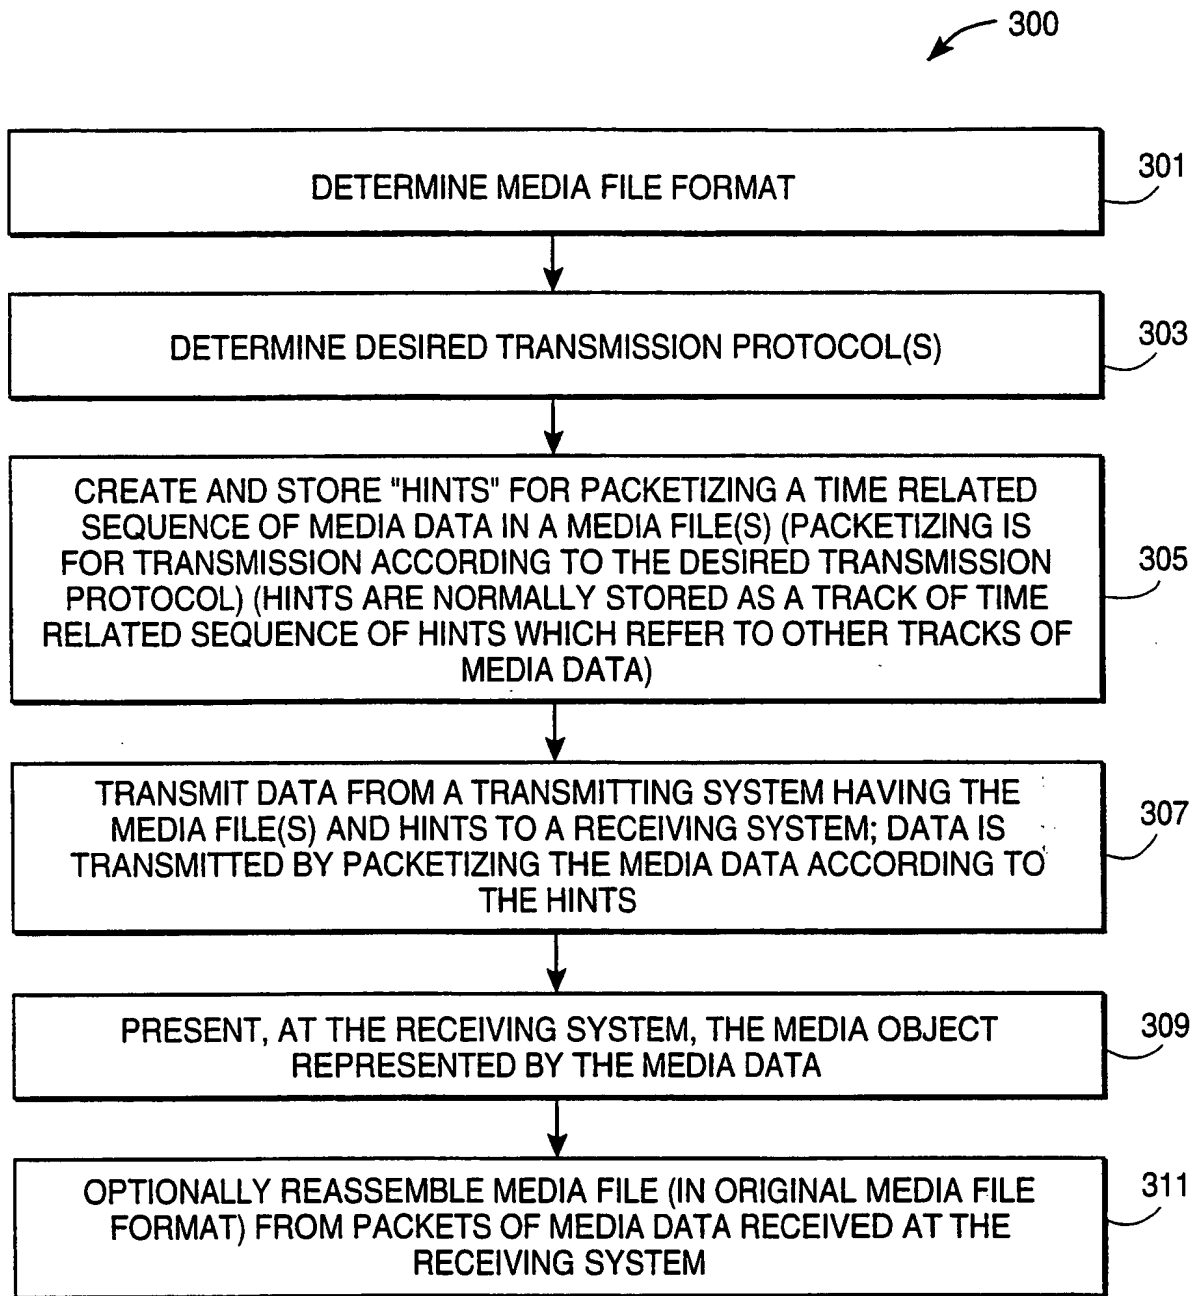 300
DETERMINE MEDIA FILE FORMAT
301
DETERMINE DESIRED TRANSMISSION PROTOCOL(S)
303
CREATE AND STORE "HINTS" FOR PACKETIZING A TIME RELATED
SEQUENCE OF MEDIA DATA IN A MEDIA FILE(S) (PACKETIZING IS
FOR TRANSMISSION ACCORDING TO THE DESIRED TRANSMISSION
PROTOCOL) (HINTS ARE NORMALLY STORED AS A TRACK OF TIME
RELATED SEQUENCE OF HINTS WHICH REFER TO OTHER TRACKS OF
MEDIA DATA)
305
TRANSMIT DATA FROM A TRANSMITTING SYSTEM HAVING THE
MEDIA FILE(S) AND HINTS TO A RECEIVING SYSTEM; DATA IS
TRANSMITTED BY PACKETIZING THE MEDIA DATA ACCORDING TO
THE HINTS
307
PRESENT, AT THE RECEIVING SYSTEM, THE MEDIA OBJECT
REPRESENTED BY THE MEDIA DATA
309
OPTIONALLY REASSEMBLE MEDIA FILE (IN ORIGINAL MEDIA FILE
FORMAT) FROM PACKETS OF MEDIA DATA RECEIVED AT THE
RECEIVING SYSTEM
311